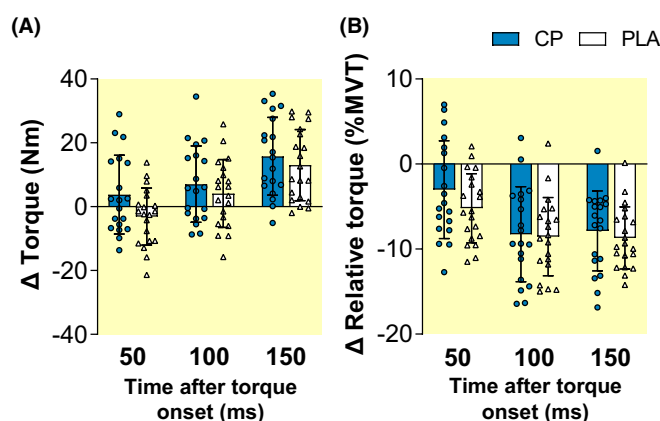 (A)
Δ Torque (Nm)
40
20
0
-20
-40
50 100 150
Time after torque
onset (ms)
(B)
CP PLA
Δ Relative torque (%MVT)
10
0
-10
-20
50 100 150
Time after torque
onset (ms)